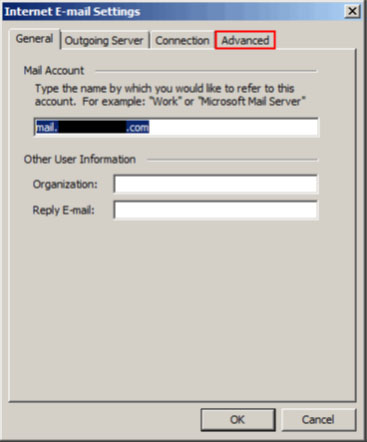 Internet E-mail Settings
General Outgoing Server Connection Advanced
Mail Account
Type the name by which you would like to refer to this
account. For example: "Work" or "Microsoft Mail Server"
mail. .com
Other User Information
Organization:
Reply E-mail:
OK Cancel